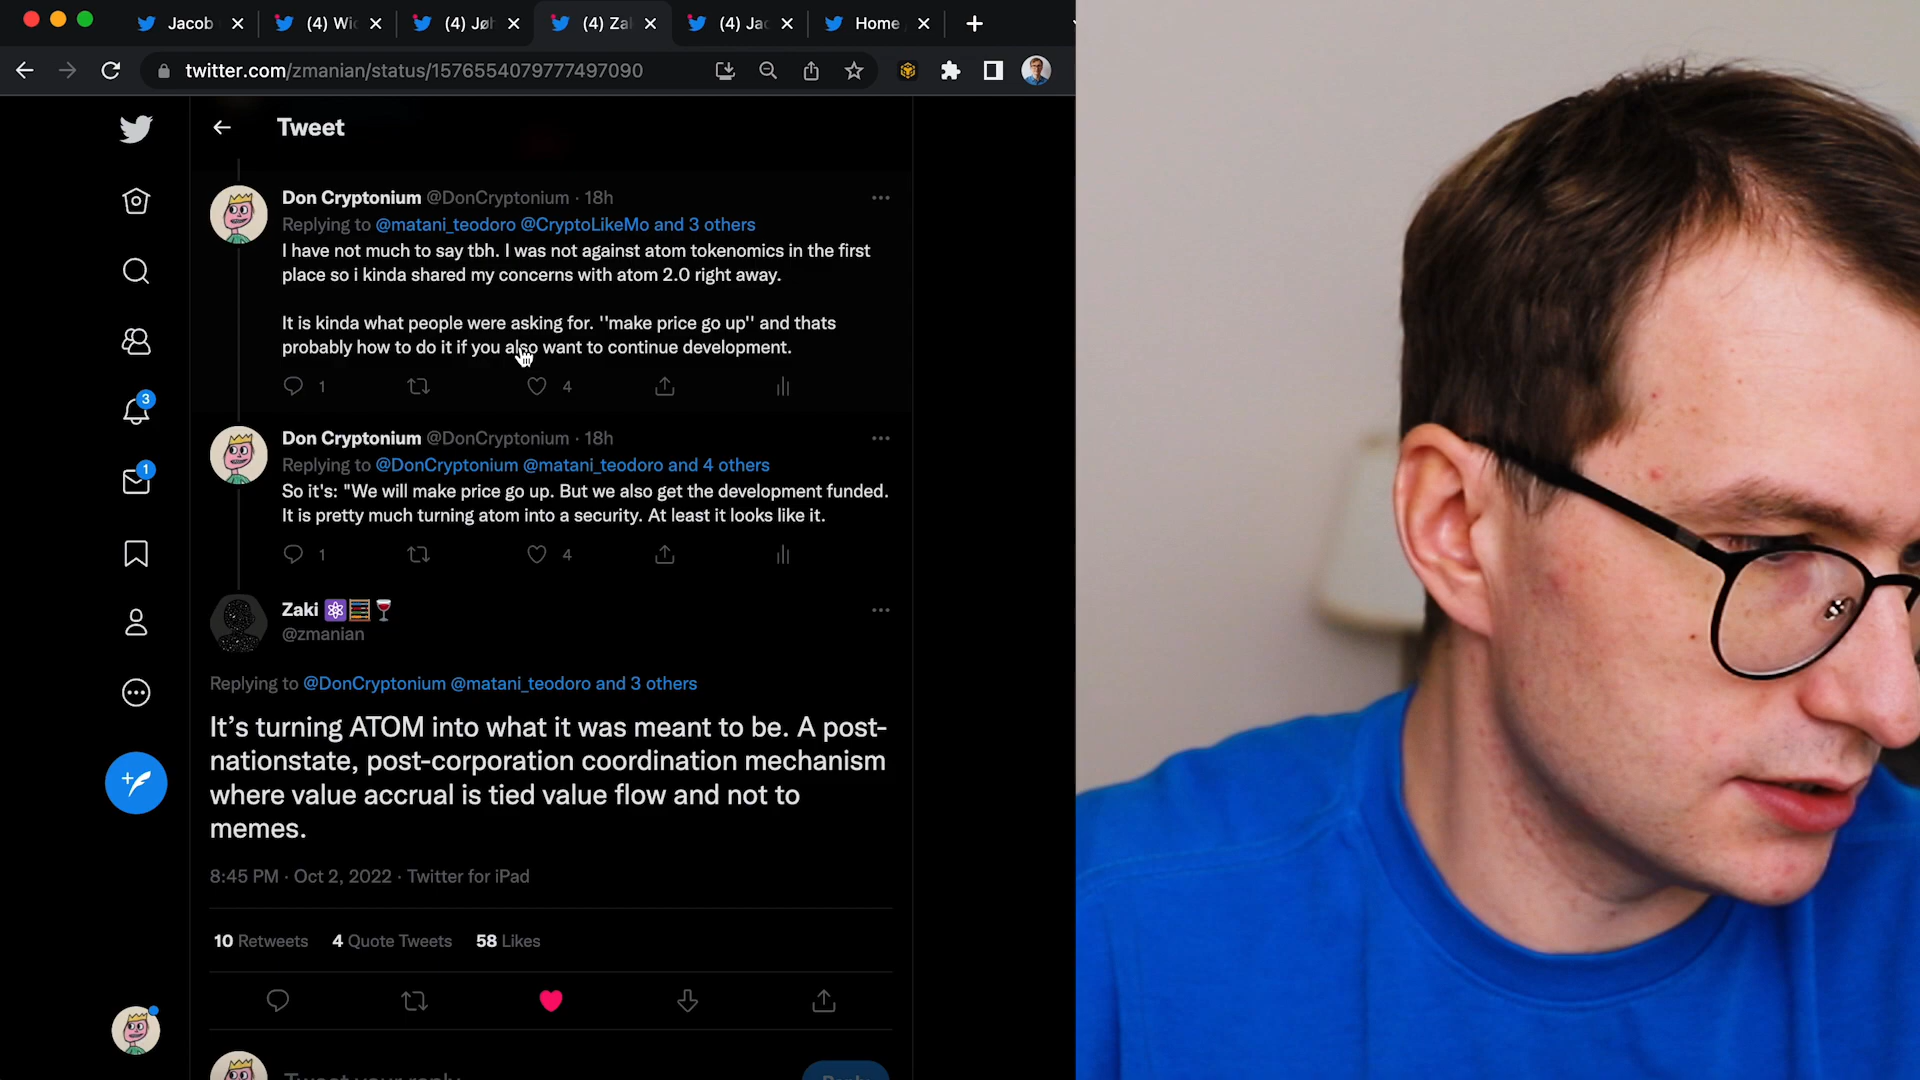 Jacob
(4) Wi
(4) Jø
(4) Za
(4) Jac
Home
twitter.com/zmanian/status/1576554079777497090
Tweet
Don Cryptonium @DonCryptonium · 18h
Replying to @matani_teodoro @CryptoLikeMo and 3 others
I have not much to say tbh. I was not against atom tokenomics in the first
place so i kinda shared my concerns with atom 2.0 right away.
It is kinda what people were asking for. ''make price go up'' and thats
probably how to do it if you also want to continue development.
1
4
Don Cryptonium @DonCryptonium · 18h
Replying to @DonCryptonium @matani_teodoro and 4 others
So it's: "We will make price go up. But we also get the development funded.
It is pretty much turning atom into a security. At least it looks like it.
1
4
3
1
Zaki
@zmanian
Replying to @DonCryptonium @matani_teodoro and 3 others
It’s turning ATOM into what it was meant to be. A post-
nationstate, post-corporation coordination mechanism
where value accrual is tied value flow and not to
memes.
8:45 PM · Oct 2, 2022 · Twitter for iPad
10 Retweets 4 Quote Tweets 58 Likes